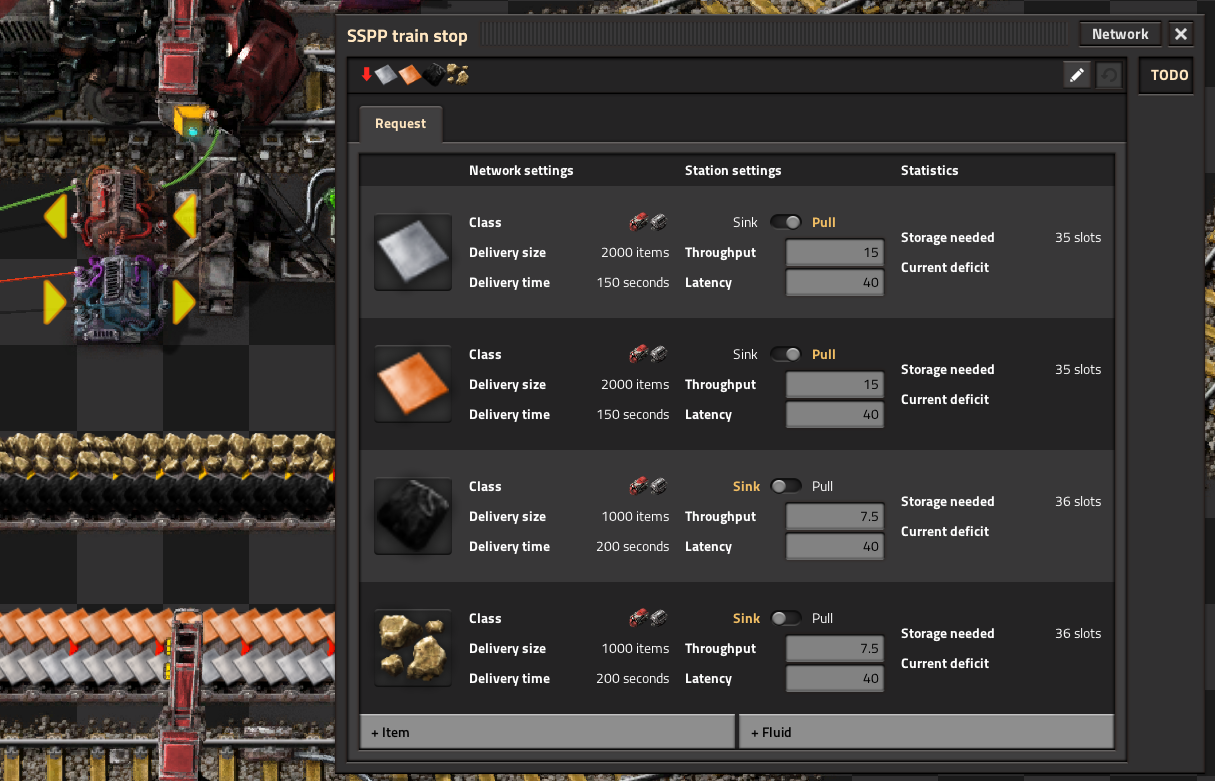 SSPP train stop
Network
TODO
Request
Network settings Station settings Statistics
Class Sink Pull
Delivery size 2000 items Throughput 15
Delivery time 150 seconds Latency 40
Storage needed 35 slots
Current deficit
Class Sink Pull
Delivery size 2000 items Throughput 15
Delivery time 150 seconds Latency 40
Storage needed 35 slots
Current deficit
Class Sink Pull
Delivery size 1000 items Throughput 7.5
Delivery time 200 seconds Latency 40
Storage needed 36 slots
Current deficit
Class Sink Pull
Delivery size 1000 items Throughput 7.5
Delivery time 200 seconds Latency 40
Storage needed 36 slots
Current deficit
+ Item + Fluid